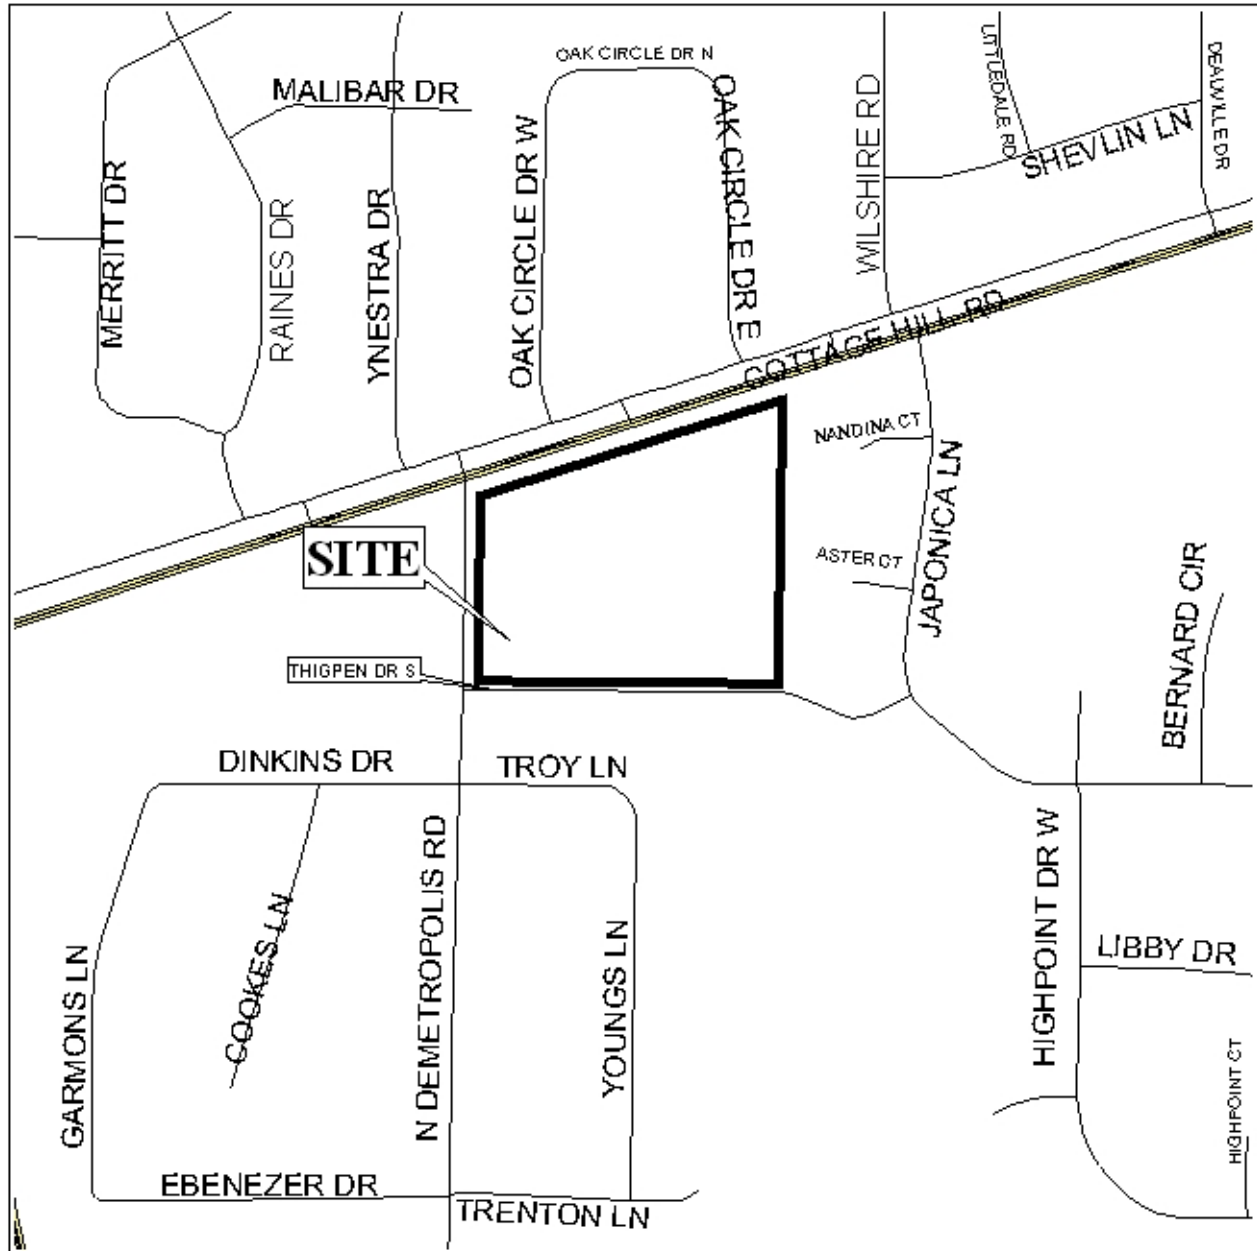 OAK CIRCLE DR N
LITTLEDALE RD
DEALWILLE DR
MALIBAR DR
OAK CIRCLE DR W
OAK CIRCLE DR E
WILSHIRE RD
SHEVLIN LN
MERRITT DR
RAINES DR
YNESTRA DR
COTTAGE HILL RD
NANDINA CT
JAPONICA LN
SITE
ASTER CT
BERNARD CIR
THIGPEN DR S
DINKINS DR
TROY LN
N DEMETROPOLIS RD
HIGHPOINT DR W
COOKES LN
LIBBY DR
GARMONS LN
YOUNGS LN
HIGHPOINT CT
EBENEZER DR
TRENTON LN